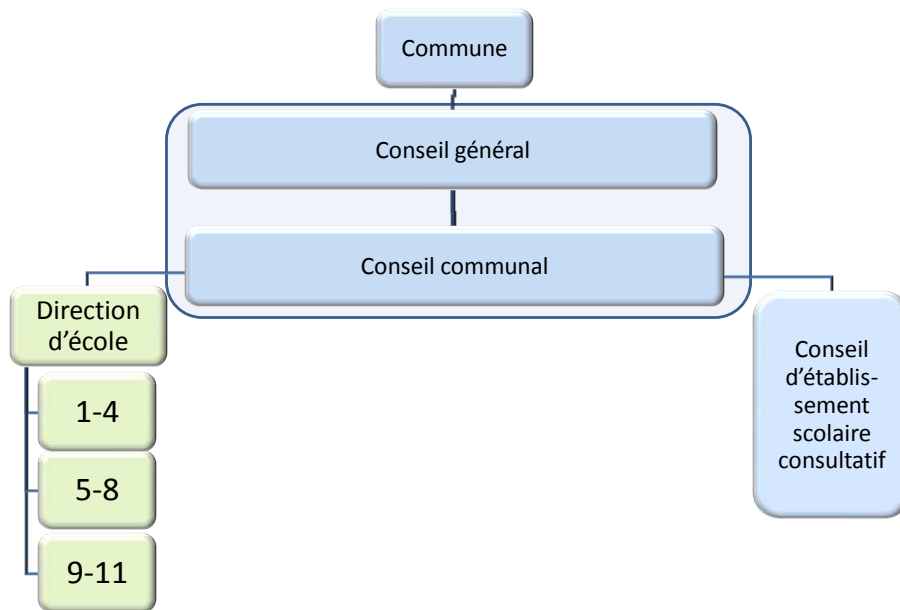 Commune
Conseil général
Conseil communal
Direction
d'école
1-4
5-8
9-11
Conseil
d'établis-
sement
scolaire
consultatif